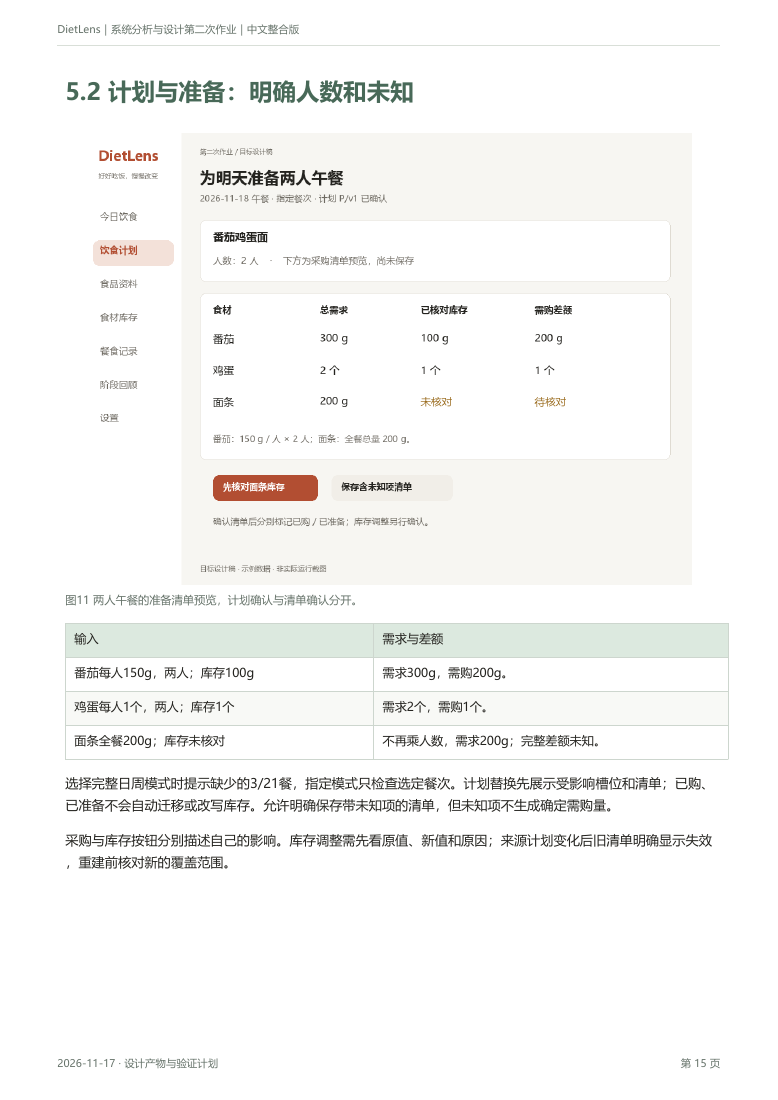 DietLens | 系统分析与设计第二次作业 | 中文整合版
5.2 计划与准备：明确人数和未知
DietLens
好好吃饭，慢慢改变
今日饮食
饮食计划
食品资料
食材库存
餐食记录
阶段回顾
设置
第二次作业 / 目标设计稿
为明天准备两人午餐
2026-11-18 午餐 · 指定餐次 · 计划 P/v1 已确认
番茄鸡蛋面
人数：2 人 · 下方为采购清单预览，尚未保存
食材 总需求 已核对库存 需购差额
番茄 300 g 100 g 200 g
鸡蛋 2 个 1 个 1 个
面条 200 g 未核对 待核对
番茄：150 g / 人 × 2 人；面条：全餐总量 200 g。
先核对面条库存 保存含未知项清单
确认清单后分别标记已购 / 已准备；库存调整另行确认。
目标设计稿 · 示例数据 · 非实际运行截图
图11 两人午餐的准备清单预览，计划确认与清单确认分开。
输入 需求与差额
番茄每人150g，两人；库存100g 需求300g，需购200g。
鸡蛋每人1个，两人；库存1个 需求2个，需购1个。
面条全餐200g；库存未核对 不再乘人数，需求200g；完整差额未知。
选择完整日周模式时提示缺少的3/21餐，指定模式只检查选定餐次。计划替换先展示受影响槽位和清单；已购、
已准备不会自动迁移或改写库存。允许明确保存带未知项的清单，但未知项不生成确定需购量。
采购与库存按钮分别描述自己的影响。库存调整需先看原值、新值和原因；来源计划变化后旧清单明确显示失效
，重建前核对新的覆盖范围。
2026-11-17 · 设计产物与验证计划
第 15 页